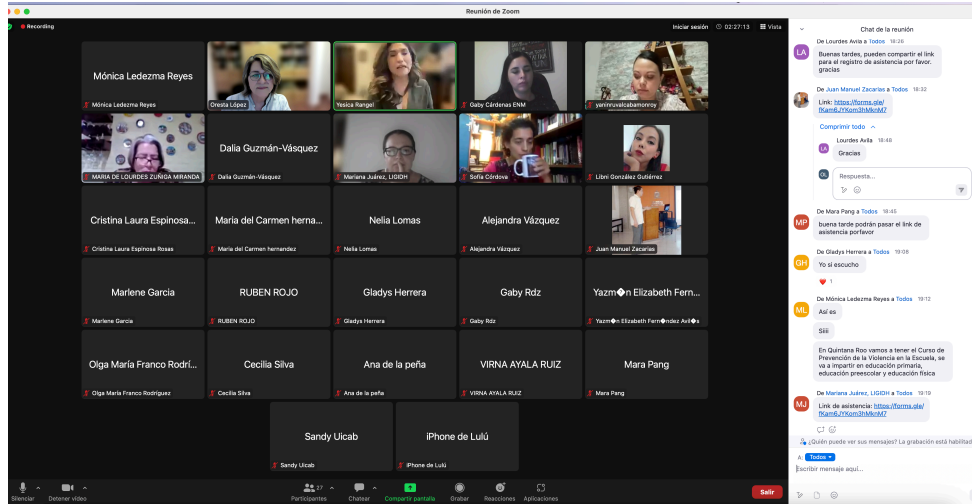 Reunión de Zoom
Recording
Iniciar sesión
02:27:13
Vista
Mónica Ledezma Reyes
Mónica Ledezma Reyes
Oresta López
Yesica Rangel
Gaby Cárdenas ENM
yaninruvalcabamonroy
MARIA DE LOURDES ZUÑIGA MIRANDA
Dalia Guzmán-Vásquez
Dalia Guzmán-Vásquez
Mariana Juárez, LIGIDH
Sofía Córdova
Libni González Gutiérrez
Cristina Laura Espinosa...
Cristina Laura Espinosa Rosas
Maria del Carmen herna...
Maria del Carmen hernandez
Nelia Lomas
Nelia Lomas
Alejandra Vázquez
Alejandra Vázquez
Juan Manuel Zacarias
Marlene Garcia
Marlene Garcia
RUBEN ROJO
RUBEN ROJO
Gladys Herrera
Gladys Herrera
Gaby Rdz
Gaby Rdz
Yazm�n Elizabeth Fern...
Yazm�n Elizabeth Fern�ndez Avil�s
Olga María Franco Rodrí...
Olga María Franco Rodríguez
Cecilia Silva
Cecilia Silva
Ana de la peña
Ana de la peña
VIRNA AYALA RUIZ
VIRNA AYALA RUIZ
Mara Pang
Mara Pang
Sandy Uicab
Sandy Uicab
iPhone de Lulú
iPhone de Lulú
Silenciar
Detener video
27
Participantes
Chatear
Compartir pantalla
Grabar
Reacciones
Aplicaciones
Salir
Chat de la reunión
De Lourdes Avila a Todos 18:26
LA
Buenas tardes, pueden compartir el link
para el registro de asistencia por favor.
gracias
De Juan Manuel Zacarias a Todos 18:32
Link: https://forms.gle/
fKam6JYKom3hMknM7
Comprimir todo
Lourdes Avila 18:48
LA
Gracias
OL
Respuesta...
De Mara Pang a Todos 18:45
MP
buena tarde podrán pasar el link de
asistencia porfavor
De Gladys Herrera a Todos 19:08
GH
Yo si escucho
1
De Mónica Ledezma Reyes a Todos 19:12
ML
Así es
Siii
En Quintana Roo vamos a tener el Curso de
Prevención de la Violencia en la Escuela, se
va a impartir en educación primaria,
educación preescolar y educación física
De Mariana Juárez, LIGIDH a Todos 19:19
MJ
Link de asistencia: https://forms.gle/
fKam6JYKom3hMknM7
¿Quién puede ver sus mensajes? La grabación está habilitad
A: Todos
Escribir mensaje aquí...